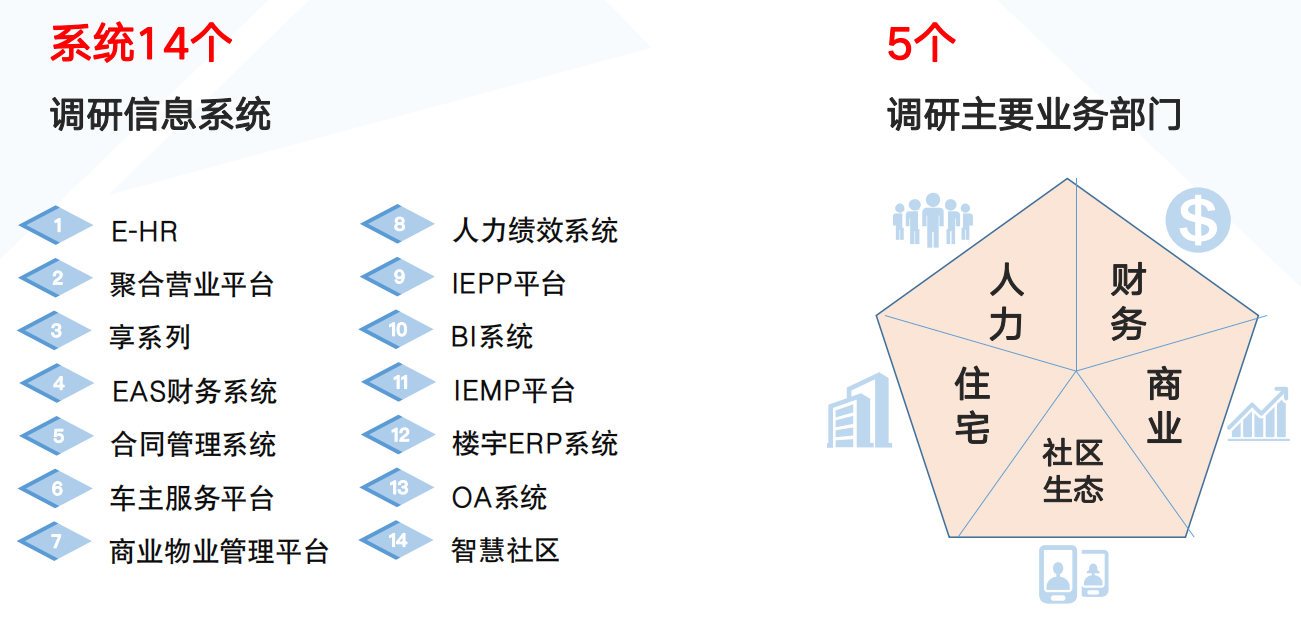 系统14个
调研信息系统
1 E-HR
2 聚合营业平台
3 享系列
4 EAS财务系统
5 合同管理系统
6 车主服务平台
7 商业物业管理平台
8 人力绩效系统
9 IEPP平台
10 BI系统
11 IEMP平台
12 楼宇ERP系统
13 OA系统
14 智慧社区
5个
调研主要业务部门
$
人力
财务
住宅
商业
社区
生态